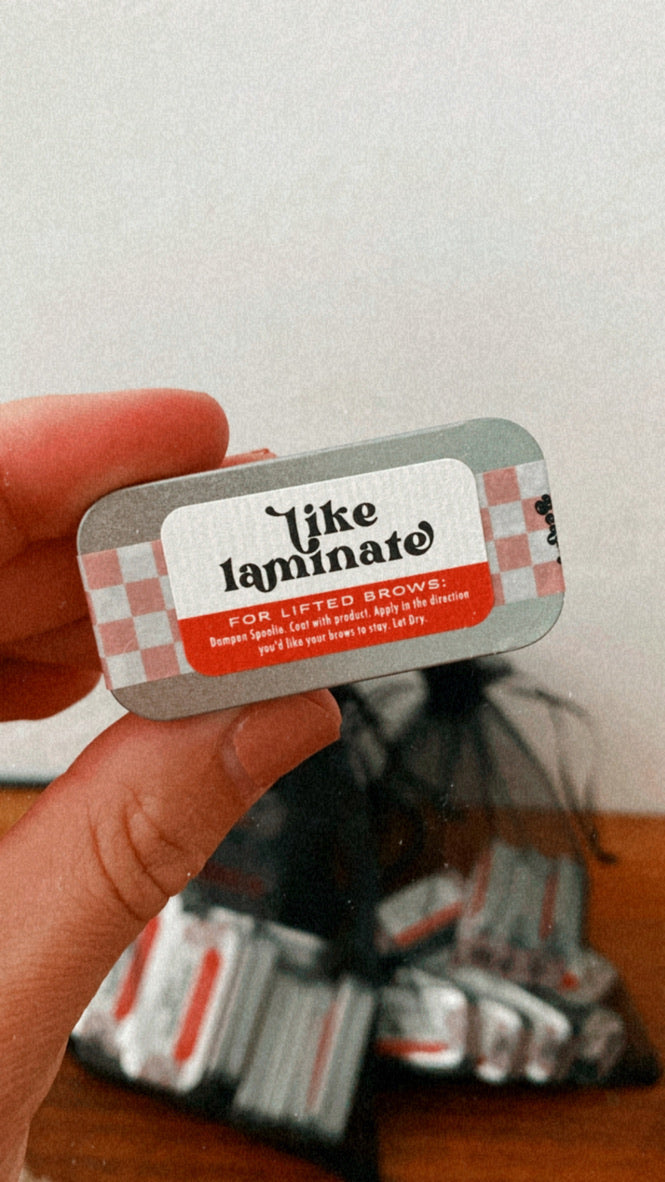 like
laminate
FOR LIFTED BROWS:
Dampen Spoolie. Coat with product. Apply in the direction
you'd like your brows to stay. Let Dry.